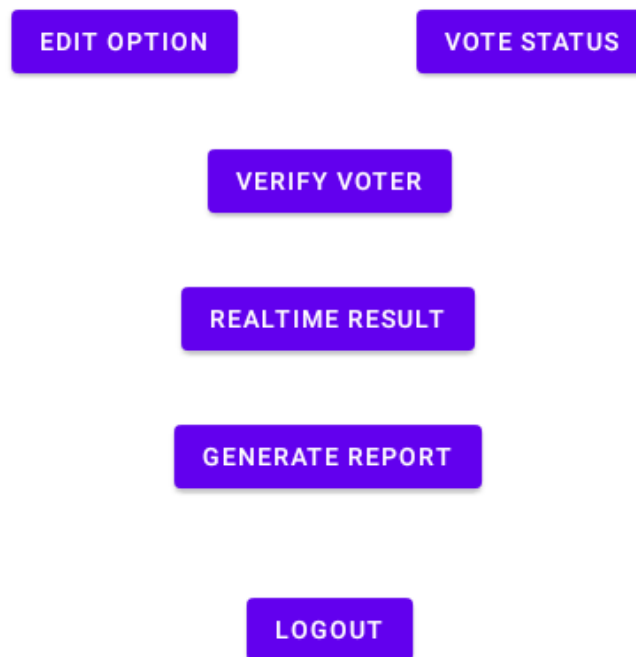 EDIT OPTION
VOTE STATUS
VERIFY VOTER
REALTIME RESULT
GENERATE REPORT
LOGOUT